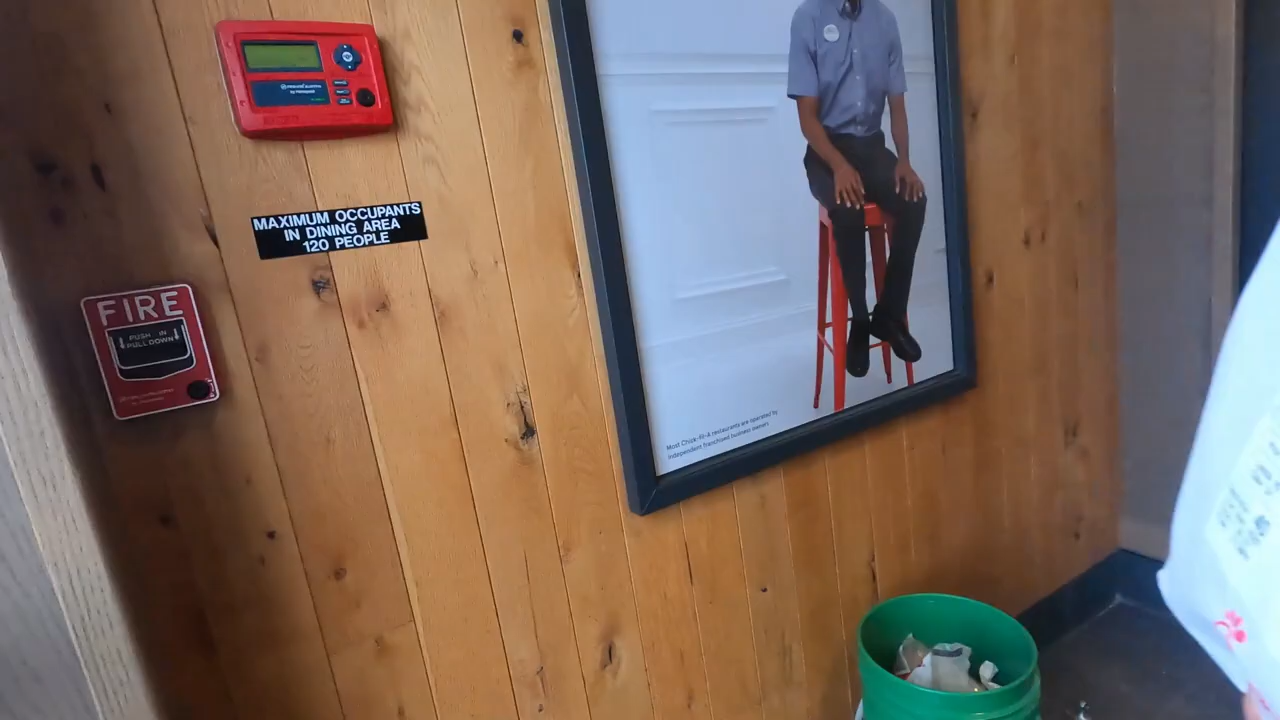 MAXIMUM OCCUPANTS
IN DINING AREA
120 PEOPLE
FIRE
PUSH IN
PULL DOWN
Most Chick-fil-A restaurants are operated by
independent franchised business owners